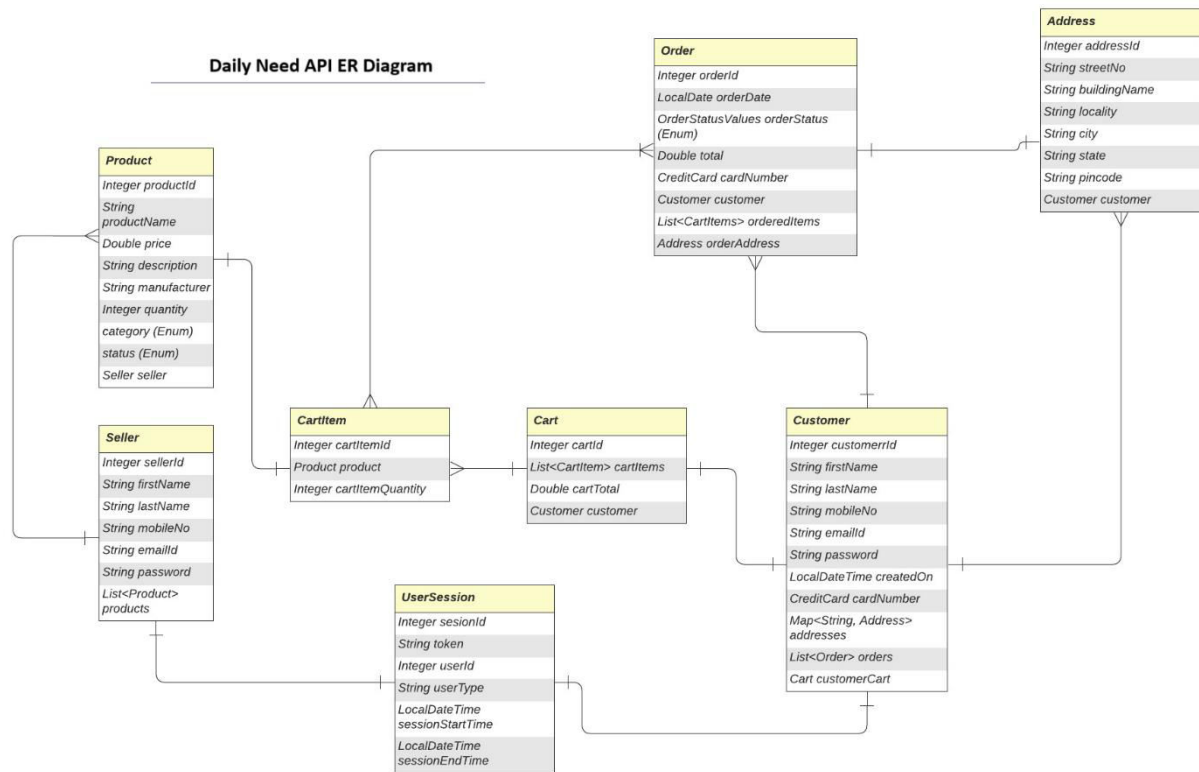 Daily Need API ER Diagram
Product
Integer productId
String
productName
Double price
String description
String manufacturer
Integer quantity
category (Enum)
status (Enum)
Seller seller
Seller
Integer sellerId
String firstName
String lastName
String mobileNo
String emailId
String password
List<Product>
products
CartItem
Integer cartItemId
Product product
Integer cartItemQuantity
Cart
Integer cartId
List<CartItem> cartItems
Double cartTotal
Customer customer
UserSession
Integer sesionId
String token
Integer userId
String userType
LocalDateTime
sessionStartTime
LocalDateTime
sessionEndTime
Order
Integer orderId
LocalDate orderDate
OrderStatusValues orderStatus
(Enum)
Double total
CreditCard cardNumber
Customer customer
List<CartItems> orderedItems
Address orderAddress
Customer
Integer customerrId
String firstName
String lastName
String mobileNo
String emailId
String password
LocalDateTime createdOn
CreditCard cardNumber
Map<String, Address>
addresses
List<Order> orders
Cart customerCart
Address
Integer addressId
String streetNo
String buildingName
String locality
String city
String state
String pincode
Customer customer